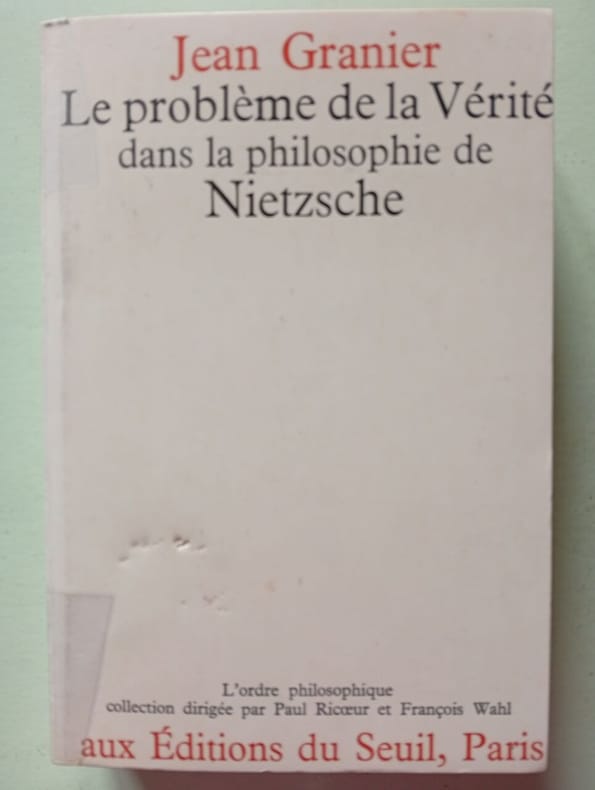 Jean Granier
Le problème de la Vérité
dans la philosophie de
Nietzsche
L'ordre philosophique
collection dirigée par Paul Ricœur et François Wahl
aux Éditions du Seuil, Paris